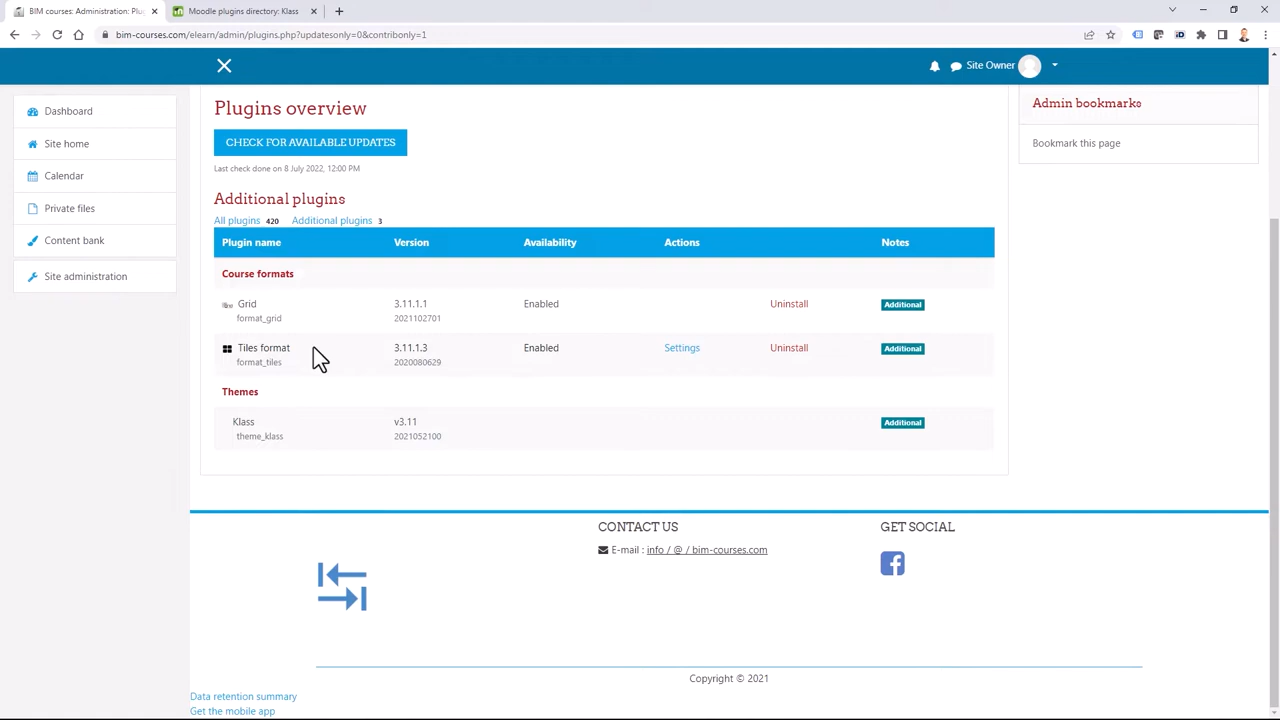 BIM courses: Administration: Plu
Moodle plugins directory: Klass
bim-courses.com/elearn/admin/plugins.php?updatesonly=0&contribonly=1
Site Owner
Dashboard
Site home
Calendar
Private files
Content bank
Site administration
Plugins overview
CHECK FOR AVAILABLE UPDATES
Last check done on 8 July 2022, 12:00 PM
Additional plugins
All plugins 420 Additional plugins 3
Plugin name Version Availability Actions Notes
Course formats
Grid 3.11.1.1 Enabled Uninstall Additional
format_grid 2021102701
Tiles format 3.11.1.3 Enabled Settings Uninstall Additional
format_tiles 2020080629
Themes
Klass v3.11 Additional
theme_klass 2021052100
Admin bookmarks
Bookmark this page
CONTACT US
E-mail : info / @ / bim-courses.com
GET SOCIAL
Copyright © 2021
Data retention summary
Get the mobile app